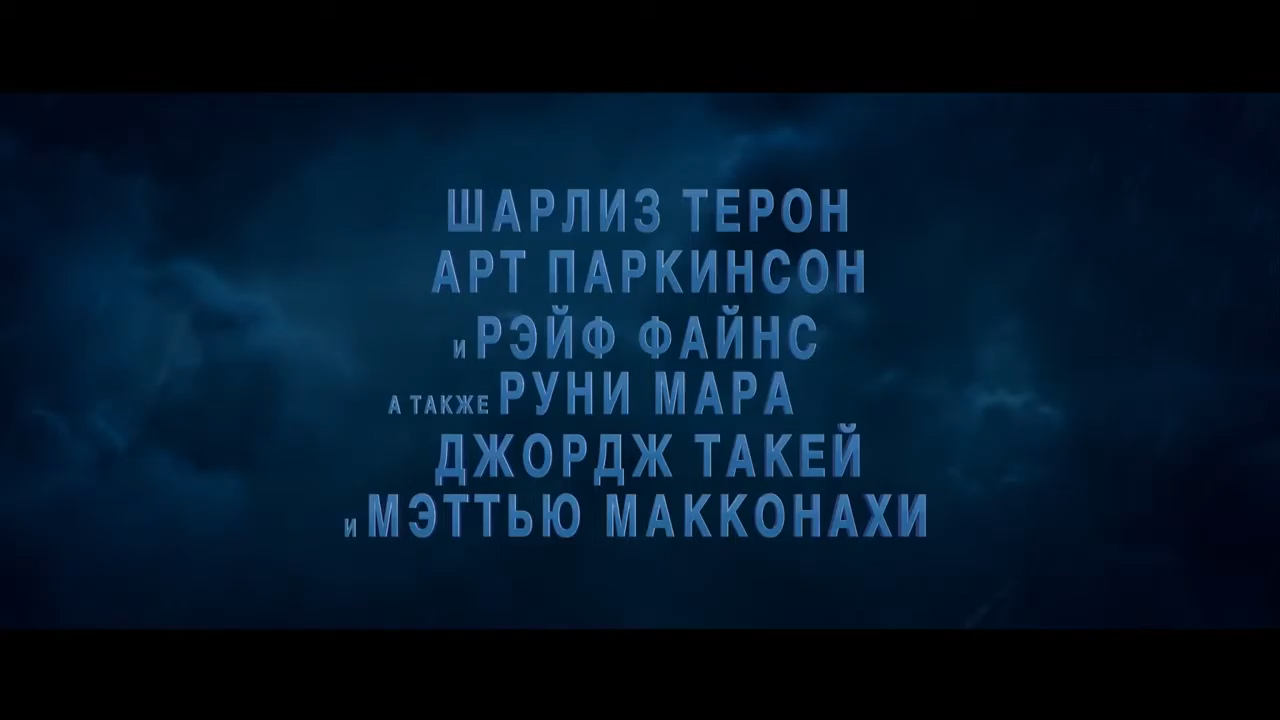 ШАРЛИЗ ТЕРОН
АРТ ПАРКИНСОН
И РЭЙФ ФАЙНС
А ТАКЖЕ РУНИ МАРА
ДЖОРДЖ ТАКЕЙ
И МЭТТЬЮ МАККОНАХИ